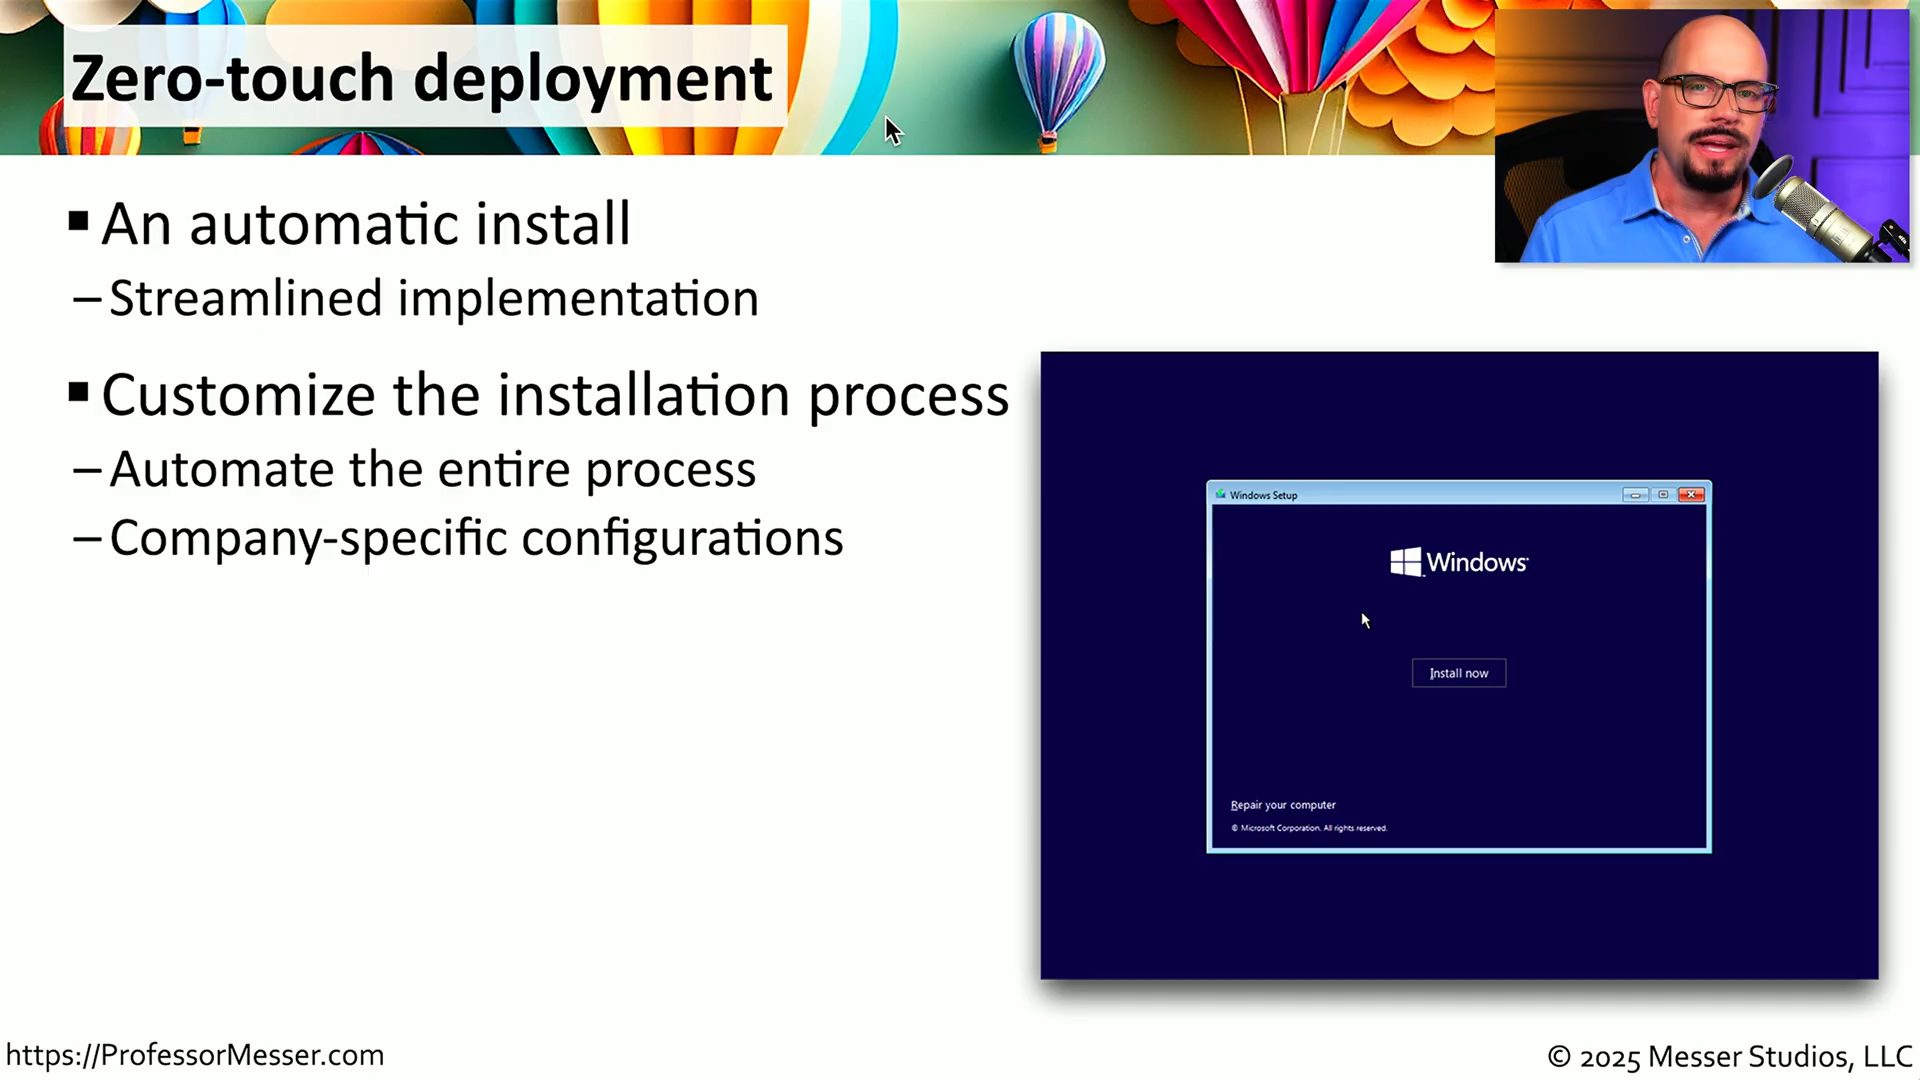 Zero-touch deployment
▪ An automatic install
– Streamlined implementation
▪ Customize the installation process
– Automate the entire process
– Company-specific configurations
Windows Setup
Windows
Install now
Repair your computer
© Microsoft Corporation. All rights reserved.
https://ProfessorMesser.com
© 2025 Messer Studios, LLC